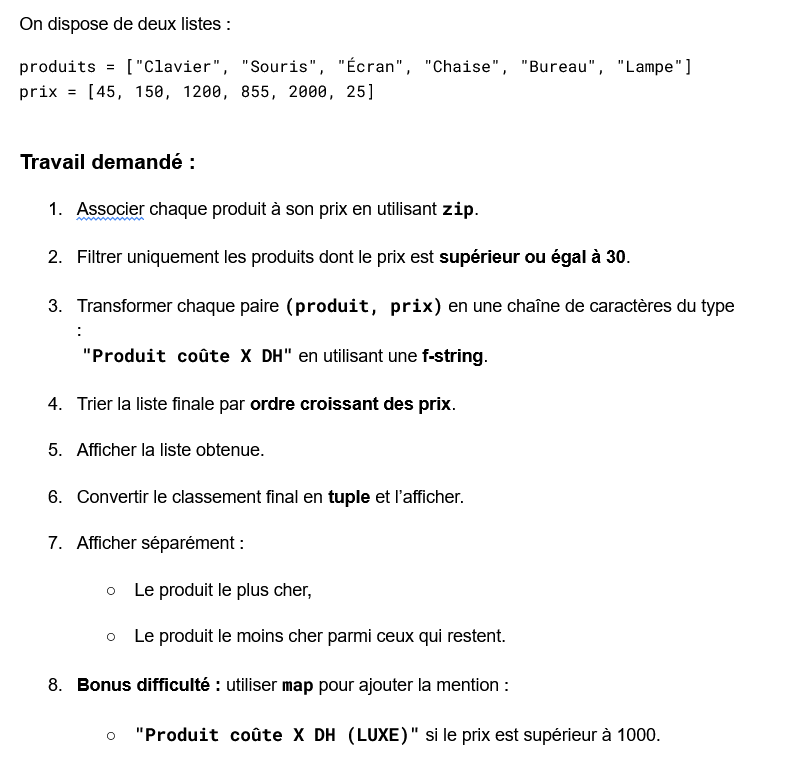 On dispose de deux listes :
produits = ["Clavier", "Souris", "Écran", "Chaise", "Bureau", "Lampe"]
prix = [45, 150, 1200, 855, 2000, 25]
Travail demandé :
1. Associer chaque produit à son prix en utilisant zip.
2. Filtrer uniquement les produits dont le prix est supérieur ou égal à 30.
3. Transformer chaque paire (produit, prix) en une chaîne de caractères du type
:
"Produit coûte X DH" en utilisant une f-string.
4. Trier la liste finale par ordre croissant des prix.
5. Afficher la liste obtenue.
6. Convertir le classement final en tuple et l'afficher.
7. Afficher séparément :
○ Le produit le plus cher,
○ Le produit le moins cher parmi ceux qui restent.
8. Bonus difficulté : utiliser map pour ajouter la mention :
○ "Produit coûte X DH (LUXE)" si le prix est supérieur à 1000.